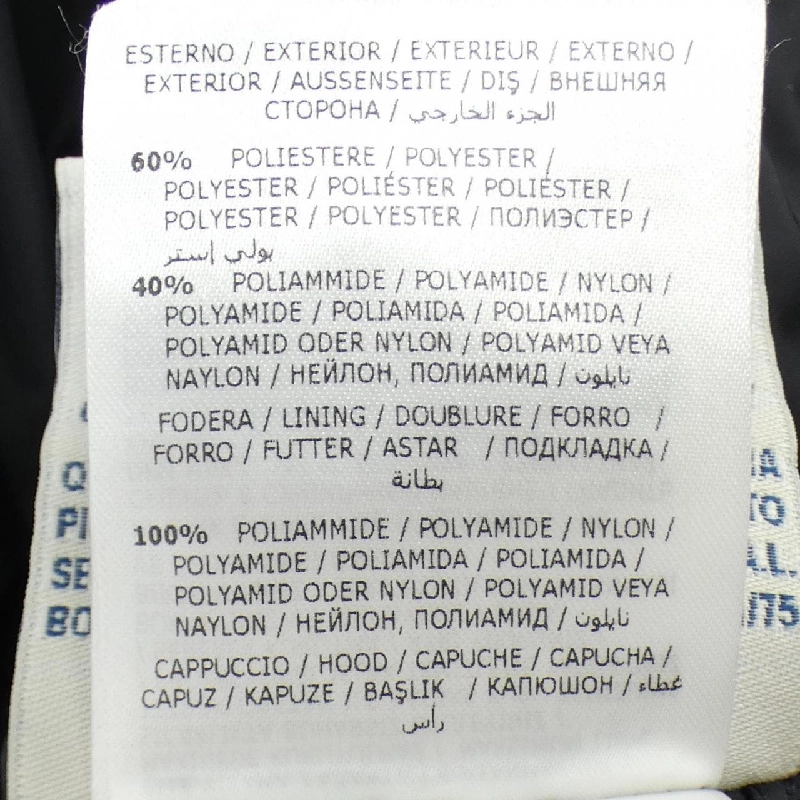 ESTERNO / EXTERIOR / EXTERIEUR / EXTERNO /
EXTERIOR / AUSSENSEITE / DIŞ / ВНЕШНЯЯ
СТОРОНА / الجزء الخارجي
60% POLIESTERE / POLYESTER /
POLYESTER / POLIÉSTER / POLIÉSTER /
POLYESTER / POLYESTER / ПОЛИЭСТЕР /
بولي إستر
40% POLIAMMIDE / POLYAMIDE / NYLON /
POLYAMIDE / POLIAMIDA / POLIAMIDA /
POLYAMID ODER NYLON / POLYAMID VEYA
NAYLON / НЕЙЛОН, ПОЛИАМИД / نايلون
FODERA / LINING / DOUBLURE / FORRO /
FORRO / FUTTER / ASTAR / ПОДКЛАДКА /
بطانة
100% POLIAMMIDE / POLYAMIDE / NYLON /
POLYAMIDE / POLIAMIDA / POLIAMIDA /
POLYAMID ODER NYLON / POLYAMID VEYA
NAYLON / НЕЙЛОН, ПОЛИАМИД / نايلون
CAPPUCCIO / HOOD / CAPUCHE / CAPUCHA /
CAPUZ / KAPUZE / BAŞLIK / КАПЮШОН / غطاء
رأس